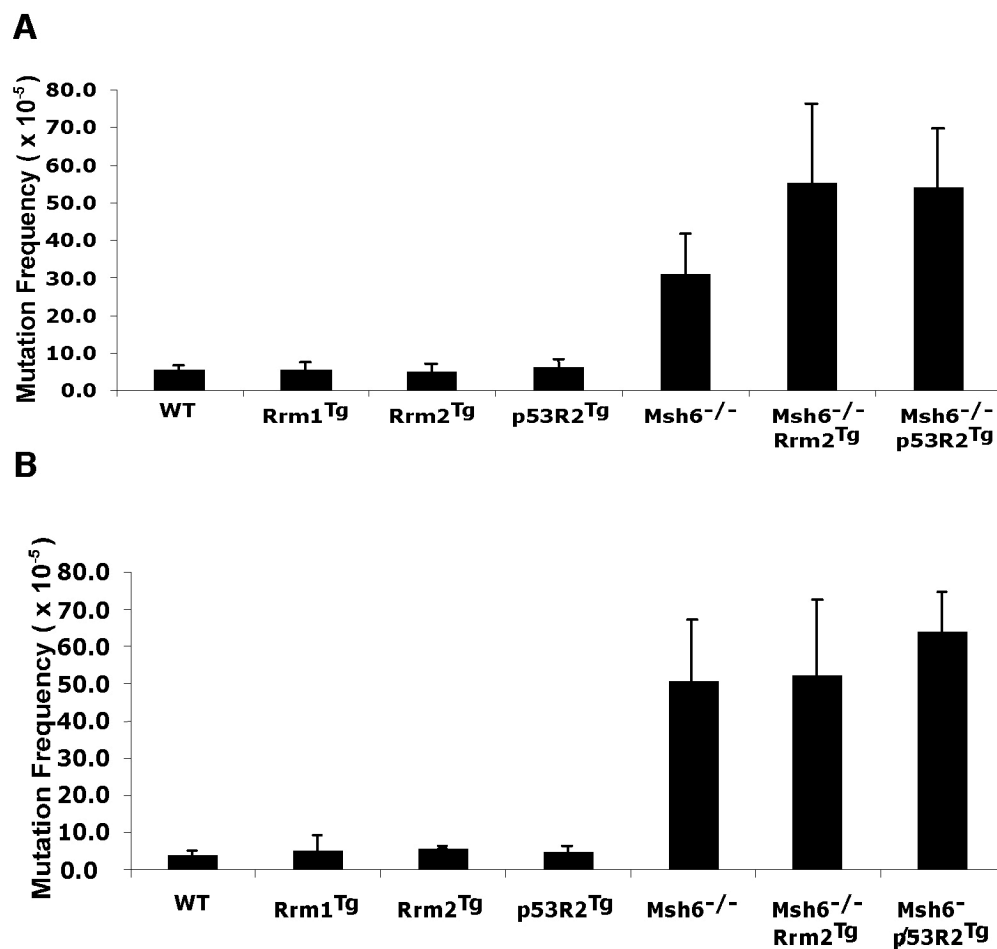 A
Mutation Frequency ( x 10-5 )
80.0
70.0
60.0
50.0
40.0
30.0
20.0
10.0
0.0
WT Rrm1Tg Rrm2Tg p53R2Tg Msh6-/- Msh6-/- Msh6-/-
Rrm2Tg p53R2Tg
B
Mutation Frequency ( x 10-5 )
80.0
70.0
60.0
50.0
40.0
30.0
20.0
10.0
0.0
WT Rrm1Tg Rrm2Tg p53R2Tg Msh6-/- Msh6-/- Msh6-
Rrm2Tg /p53R2Tg